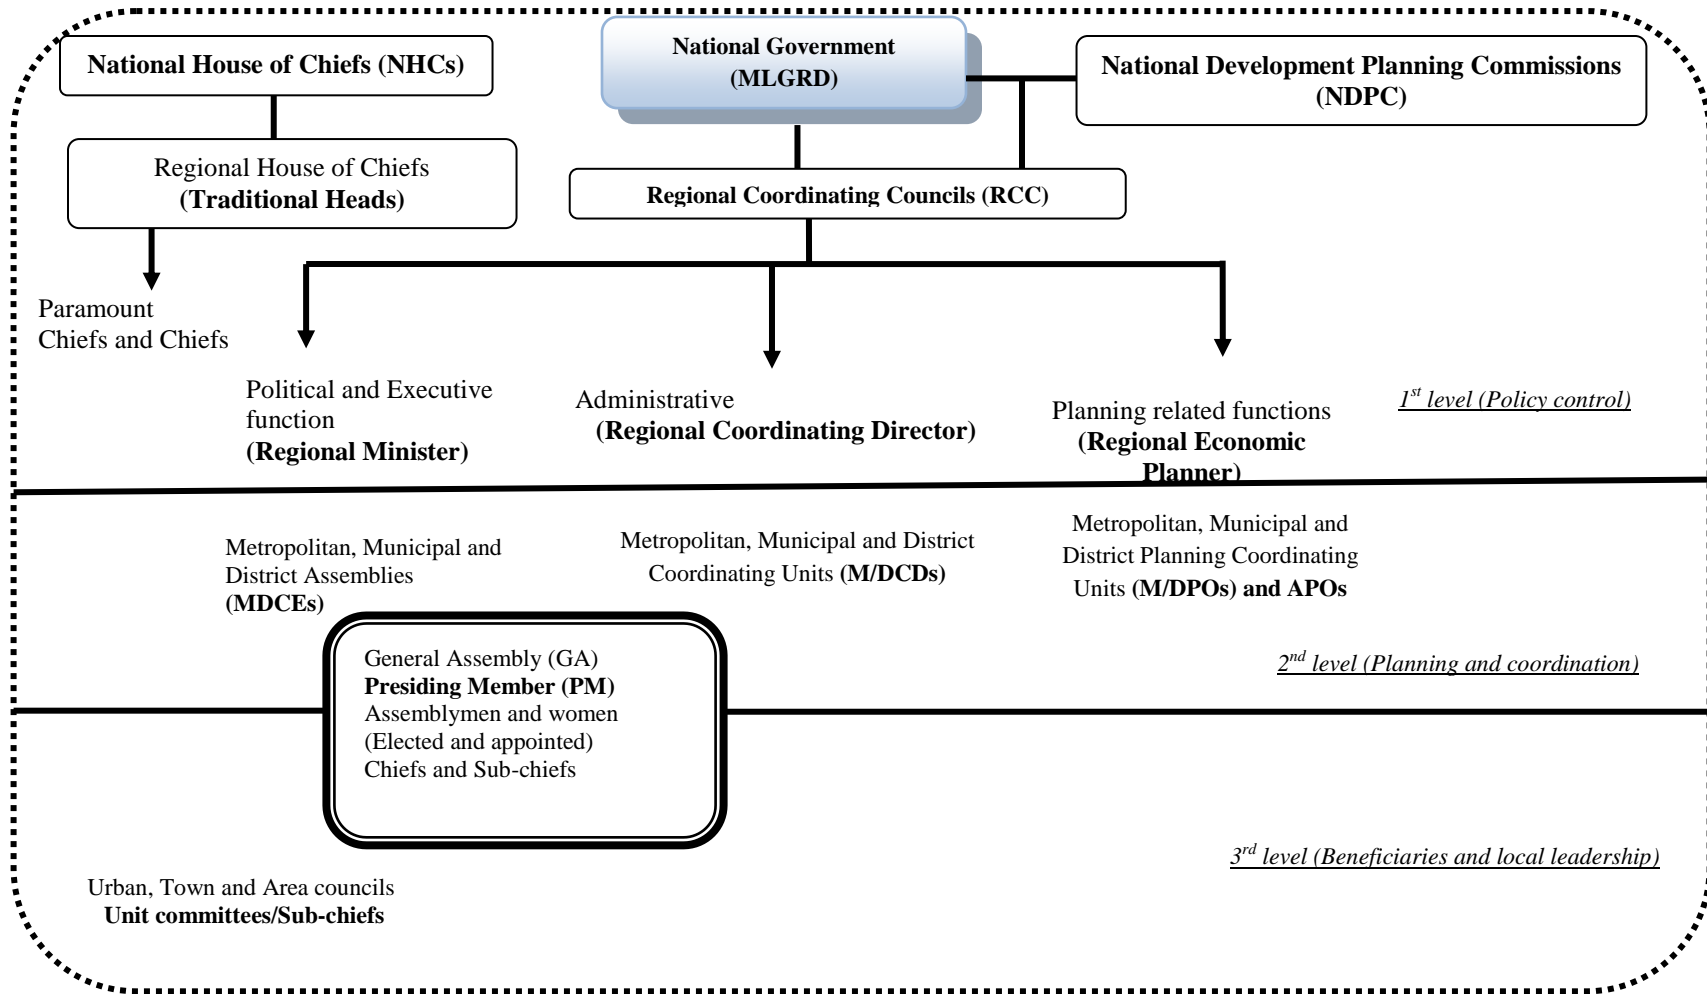 National House of Chiefs (NHCs)
National Government
(MLGRD)
National Development Planning Commissions
(NDPC)
Regional House of Chiefs
(Traditional Heads)
Regional Coordinating Councils (RCC)
Paramount
Chiefs and Chiefs
Political and Executive
function
(Regional Minister)
Administrative
(Regional Coordinating Director)
Planning related functions
(Regional Economic
Planner)
1st level (Policy control)
Metropolitan, Municipal and
District Assemblies
(MDCEs)
Metropolitan, Municipal and District
Coordinating Units (M/DCDs)
Metropolitan, Municipal and
District Planning Coordinating
Units (M/DPOs) and APOs
General Assembly (GA)
Presiding Member (PM)
Assemblymen and women
(Elected and appointed)
Chiefs and Sub-chiefs
2nd level (Planning and coordination)
3rd level (Beneficiaries and local leadership)
Urban, Town and Area councils
Unit committees/Sub-chiefs